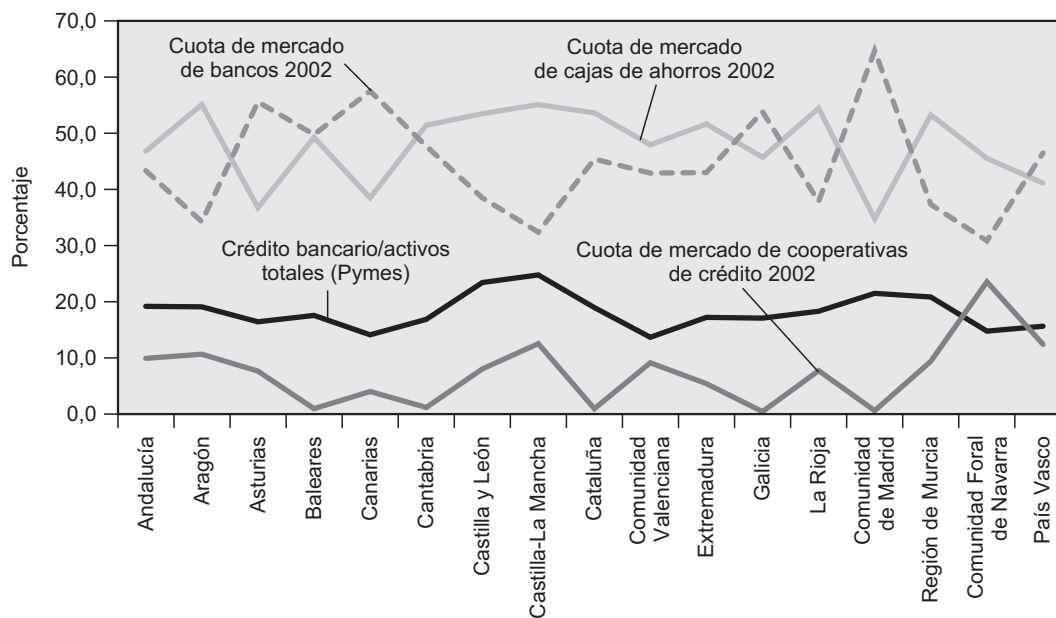 70,0
60,0
50,0
40,0
30,0
20,0
10,0
0,0
Porcentaje
Cuota de mercado
de bancos 2002
Cuota de mercado
de cajas de ahorros 2002
Crédito bancario/activos
totales (Pymes)
Cuota de mercado de cooperativas
de crédito 2002
Andalucía
Aragón
Asturias
Baleares
Canarias
Cantabria
Castilla y León
Castilla-La Mancha
Cataluña
Comunidad
Valenciana
Extremadura
Galicia
La Rioja
Comunidad
de Madrid
Región de Murcia
Comunidad Foral
de Navarra
País Vasco